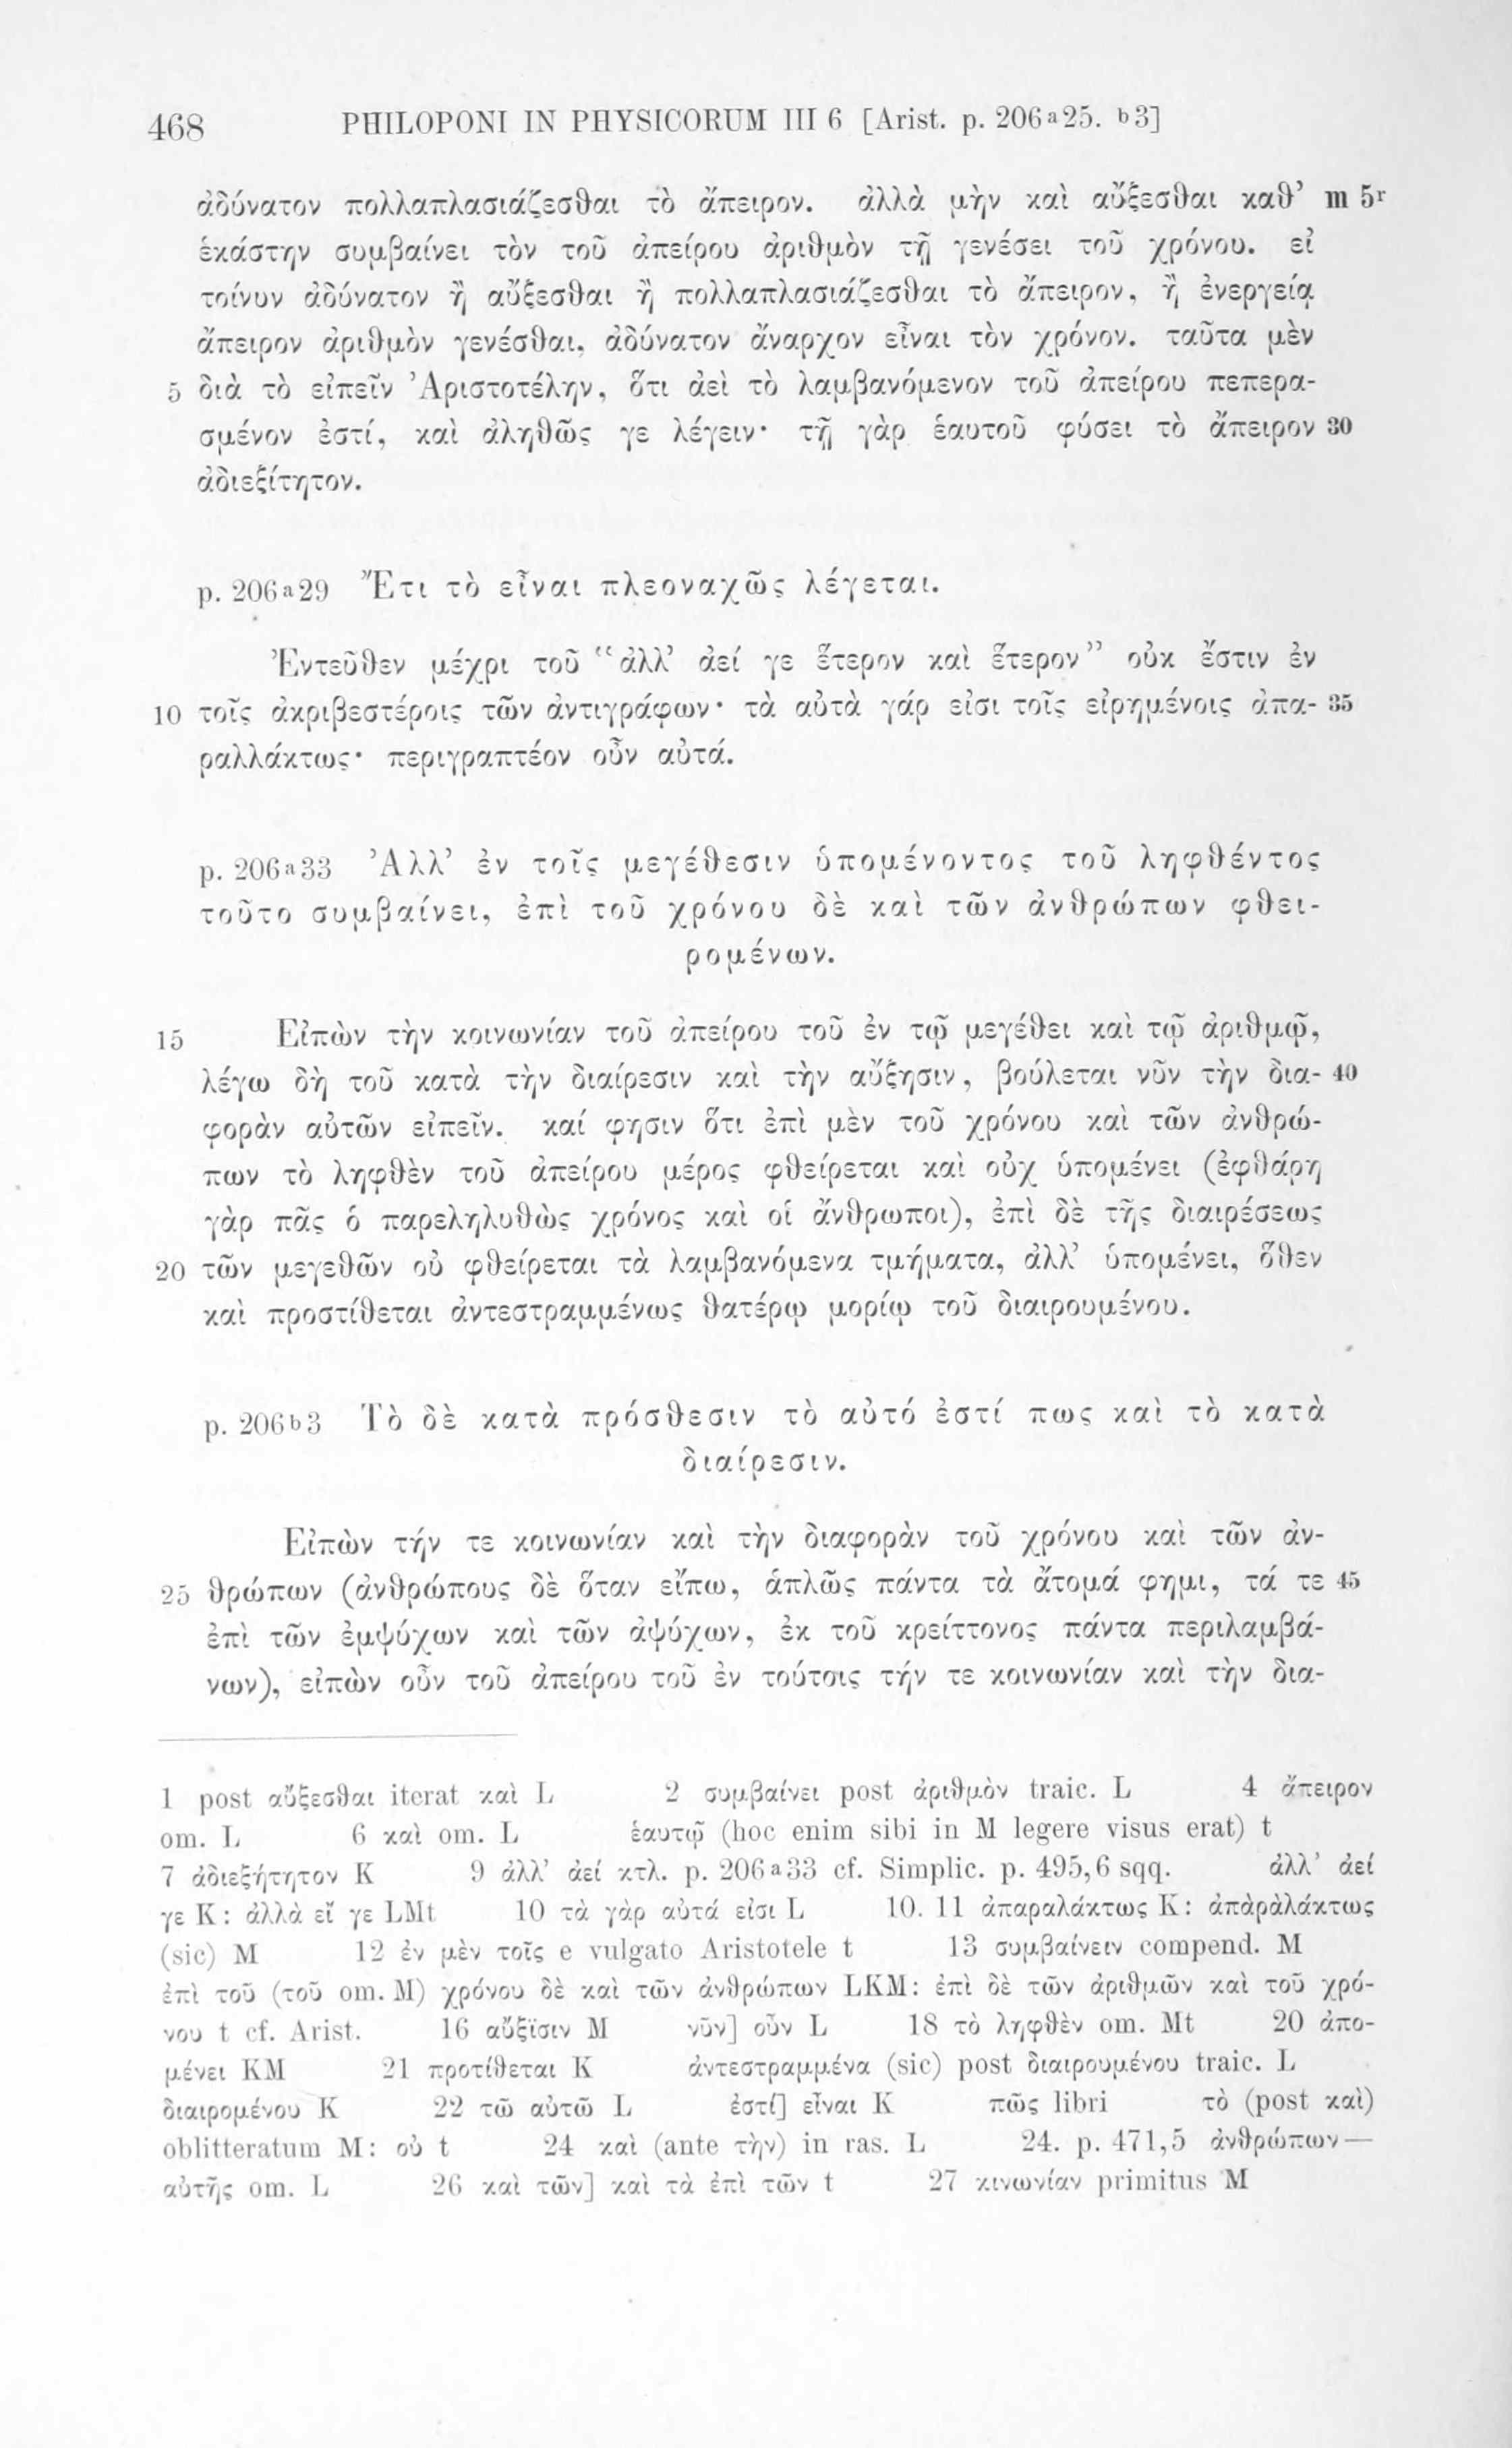 468 PHILOPONI IN PHYSICORUM III 6 [Arist. p. 206a25. b3]
ἀδύνατον πολλαπλασιάζεσθαι τὸ ἄπειρον. ἀλλὰ μὴν καὶ αὔξεσθαι καθ’ m 5r
ἑκάστην συμβαίνει τὸν τοῦ ἀπείρου ἀριθμὸν τῇ γενέσει τοῦ χρόνου. εἰ
τοίνυν ἀδύνατον ἢ αὔξεσθαι ἢ πολλαπλασιάζεσθαι τὸ ἄπειρον, ἢ ἐνεργείᾳ
ἄπειρον ἀριθμὸν γενέσθαι, ἀδύνατον ἄναρχον εἶναι τὸν χρόνον. ταῦτα μὲν
5 διὰ τὸ εἰπεῖν Ἀριστοτέλην, ὅτι ἀεὶ τὸ λαμβανόμενον τοῦ ἀπείρου πεπερα-
σμένον ἐστί, καὶ ἀληθῶς γε λέγειν· τῇ γὰρ ἑαυτοῦ φύσει τὸ ἄπειρον 30
ἀδιεξίτητον.
p. 206a29 Ἔτι τὸ εἶναι πλεοναχῶς λέγεται.
Ἐντεῦθεν μέχρι τοῦ “ἀλλ’ ἀεί γε ἕτερον καὶ ἕτερον” οὐκ ἔστιν ἐν
10 τοῖς ἀκριβεστέροις τῶν ἀντιγράφων· τὰ αὐτὰ γάρ εἰσι τοῖς εἰρημένοις ἀπα- 35
ραλλάκτως· περιγραπτέον οὖν αὐτά.
p. 206a33 Ἀλλ’ ἐν τοῖς μεγέθεσιν ὑπομένοντος τοῦ ληφθέντος
τοῦτο συμβαίνει, ἐπὶ τοῦ χρόνου δὲ καὶ τῶν ἀνθρώπων φθει-
ρομένων.
15 Εἰπὼν τὴν κοινωνίαν τοῦ ἀπείρου τοῦ ἐν τῷ μεγέθει καὶ τῷ ἀριθμῷ,
λέγω δὴ τοῦ κατὰ τὴν διαίρεσιν καὶ τὴν αὔξησιν, βούλεται νῦν τὴν δια- 40
φορὰν αὐτῶν εἰπεῖν. καί φησιν ὅτι ἐπὶ μὲν τοῦ χρόνου καὶ τῶν ἀνθρώ-
πων τὸ ληφθὲν τοῦ ἀπείρου μέρος φθείρεται καὶ οὐχ ὑπομένει (ἐφθάρη
γὰρ πᾶς ὁ παρεληλυθὼς χρόνος καὶ οἱ ἄνθρωποι), ἐπὶ δὲ τῆς διαιρέσεως
20 τῶν μεγεθῶν οὐ φθείρεται τὰ λαμβανόμενα τμήματα, ἀλλ’ ὑπομένει, ὅθεν
καὶ προστίθεται ἀντεστραμμένως θατέρῳ μορίῳ τοῦ διαιρουμένου.
p. 206b3 Τὸ δὲ κατὰ πρόσθεσιν τὸ αὐτό ἐστί πως καὶ τὸ κατὰ
διαίρεσιν.
Εἰπὼν τήν τε κοινωνίαν καὶ τὴν διαφορὰν τοῦ χρόνου καὶ τῶν ἀν-
25 θρώπων (ἀνθρώπους δὲ ὅταν εἴπω, ἁπλῶς πάντα τὰ ἄτομά φημι, τά τε 45
ἐπὶ τῶν ἐμψύχων καὶ τῶν ἀψύχων, ἐκ τοῦ κρείττονος πάντα περιλαμβά-
νων), εἰπὼν οὖν τοῦ ἀπείρου τοῦ ἐν τούτοις τήν τε κοινωνίαν καὶ τὴν δια-
1 post αὔξεσθαι iterat καὶ L 2 συμβαίνει post ἀριθμὸν traic. L 4 ἄπειρον
om. L 6 καὶ om. L ἑαυτῷ (hoc enim sibi in M legere visus erat) t
7 ἀδιεξήτητον K 9 ἀλλ’ ἀεί κτλ. p. 206a33 cf. Simplic. p. 495,6 sqq. ἀλλ’ ἀεί
γε K: ἀλλὰ εἴ γε LMt 10 τὰ γὰρ αὐτά εἰσι L 10. 11 ἀπαραλάκτως K: ἀπὰρὰλάκτως
(sic) M 12 ἐν μὲν τοῖς e vulgato Aristotele t 13 συμβαίνειν compend. M
ἐπὶ τοῦ (τοῦ om. M) χρόνου δὲ καὶ τῶν ἀνθρώπων LKM: ἐπὶ δὲ τῶν ἀριθμῶν καὶ τοῦ χρό-
νου t cf. Arist. 16 αὔξϊσιν M νῦν] οὖν L 18 τὸ ληφθὲν om. Mt 20 ἀπο-
μένει KM 21 προτίθεται K ἀντεστραμμένα (sic) post διαιρουμένου traic. L
διαιρομένου K 22 τῶ αὐτῶ L ἐστί] εἶναι K πῶς libri τὸ (post καὶ)
oblitteratum M: οὐ t 24 καὶ (ante τὴν) in ras. L 24. p. 471,5 ἀνθρώπων—
αὐτῆς om. L 26 καὶ τῶν] καὶ τὰ ἐπὶ τῶν t 27 κινωνίαν primitus M